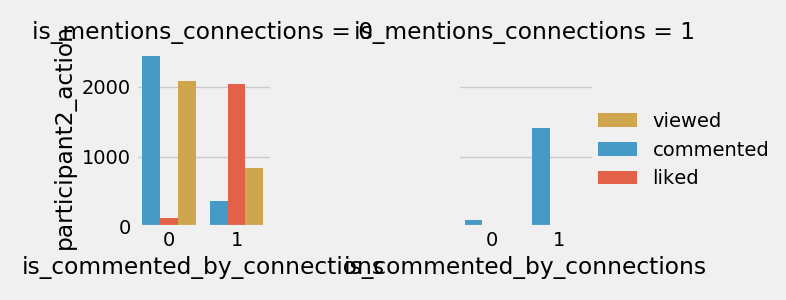 is_mentions_connections = 0
is_mentions_connections = 1
participant2_action
2000
1000
0
0
1
0
1
is_commented_by_connections
is_commented_by_connections
viewed
commented
liked